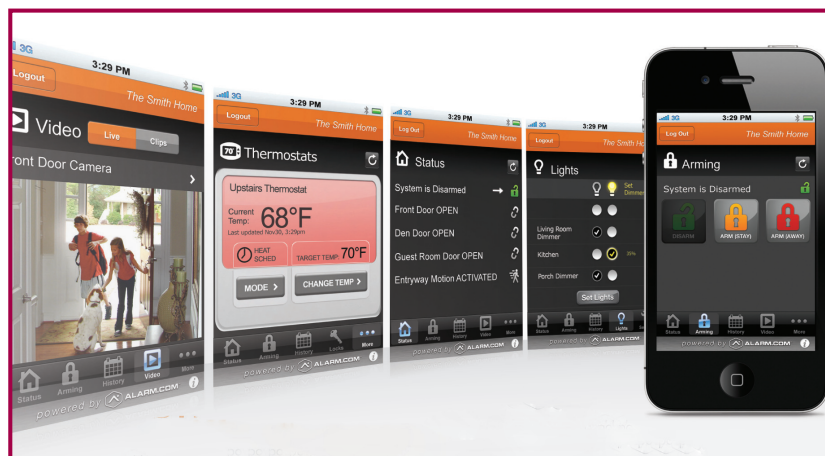 3G
3:29 PM
Logout
The Smith Home
Video
Live
Clips
ront Door Camera
Status
Arming
History
Video
More
powered by ALARM.COM
3G
3:29 PM
Logout
The Smith Home
70°
Thermostats
Upstairs Thermostat
Current
Temp:
68°F
Last updated Nov30, 3:29pm
HEAT
SCHED
TARGET TEMP 70°F
MODE >
CHANGE TEMP >
Status
Arming
History
Locks
More
powered by ALARM.COM
3G
3:29 PM
Log Out
The Smith Home
Status
System is Disarmed
Front Door OPEN
Den Door OPEN
Guest Room Door OPEN
Entryway Motion ACTIVATED
Status
Arming
History
Video
More
powered by ALARM.COM
3G
3:29 PM
Logout
The Smith Hom
Lights
Set
Dimmer
Living Room
Dimmer
Kitchen
Porch Dimmer
Set Lights
Status
Arming
History
Lights
powered by ALARM.COM
3G
3:29 PM
Log Out
The Smith Home
Arming
System is Disarmed
DISARM
ARM (STAY)
ARM (AWAY)
Status
Arming
History
Video
More
powered by ALARM.COM